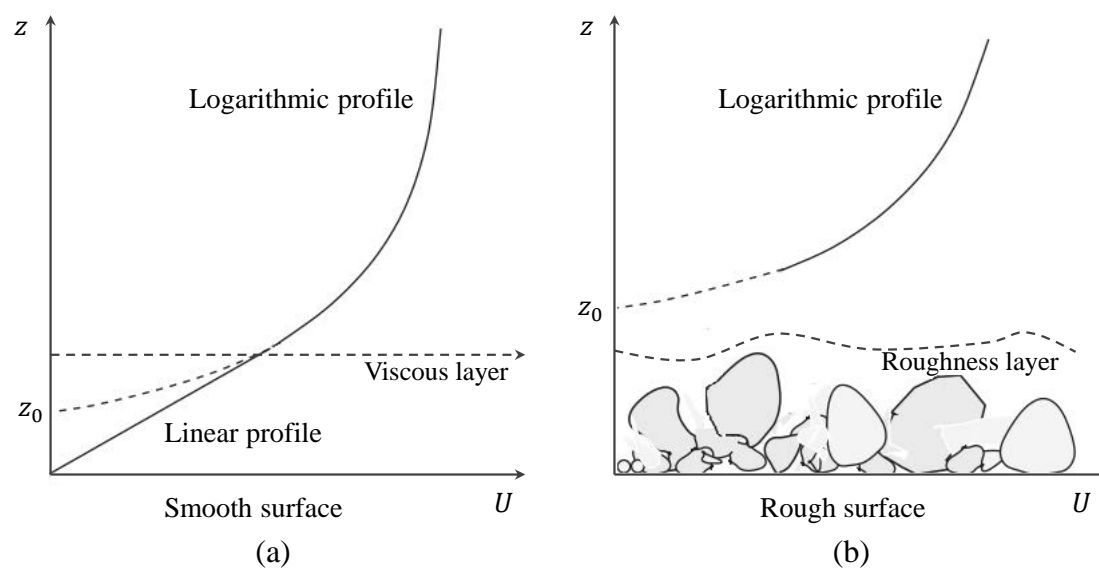 z
Logarithmic profile
Viscous layer
z₀
Linear profile
Smooth surface
U
(a)
z
Logarithmic profile
z₀
Roughness layer
Rough surface
U
(b)